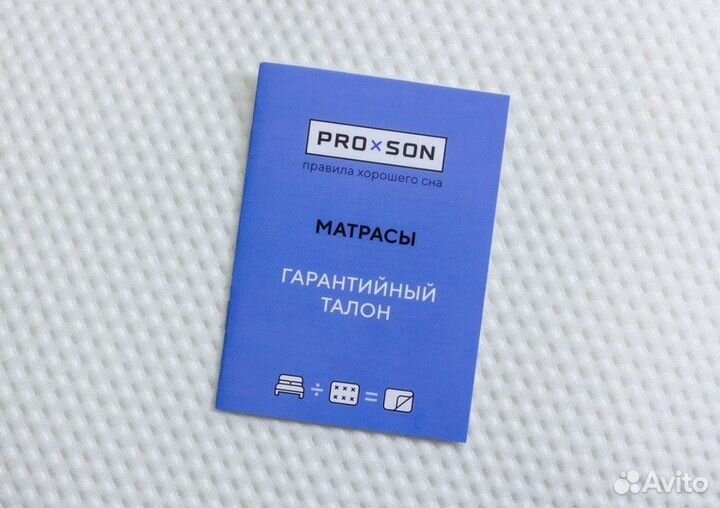 PRO×SON
правила хорошего сна
МАТРАСЫ
ГАРАНТИЙНЫЙ
ТАЛОН
÷ =
Avito